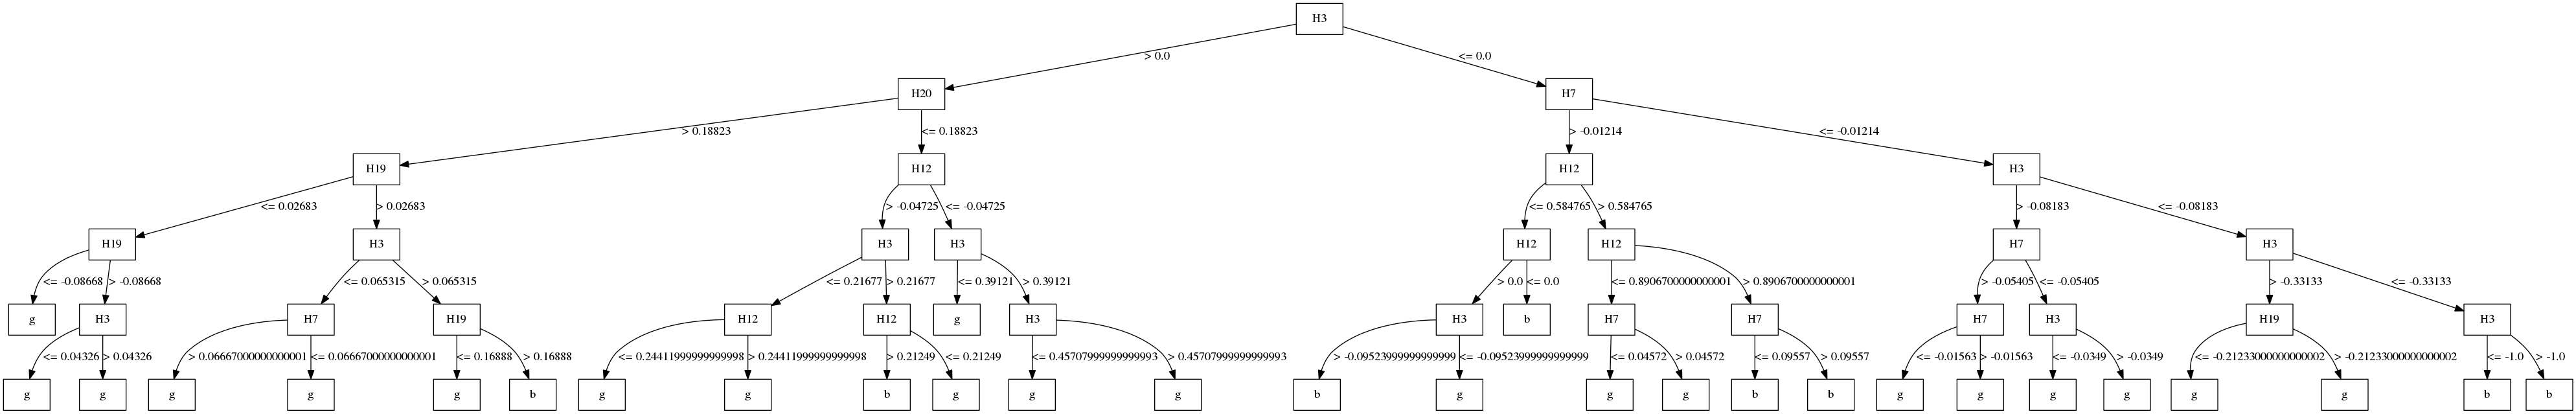 H3
> 0.0 <= 0.0
H20 H7
> 0.18823 <= 0.18823 > -0.01214 <= -0.01214
H19 H12 H12 H3
<= 0.02683 > 0.02683 > -0.04725 <= -0.04725 <= 0.584765 > 0.584765 > -0.08183 <= -0.08183
H19 H3 H3 H3 H12 H12 H7 H3
<= -0.08668 > -0.08668 <= 0.065315 > 0.065315 <= 0.21677 > 0.21677 <= 0.39121 > 0.39121 > 0.0 <= 0.0 <= 0.8906700000000001 > 0.8906700000000001 > -0.05405 <= -0.05405 > -0.33133 <= -0.33133
g H3 H7 H19 H12 H12 g H3 H3 b H7 H7 H7 H3 H19 H3
<= 0.04326 > 0.04326 > 0.06667000000000001 <= 0.06667000000000001 <= 0.16888 > 0.16888 <= 0.24411999999999998 > 0.24411999999999998 > 0.21249 <= 0.21249 <= 0.45707999999999993 > 0.45707999999999993 > -0.09523999999999999 <= -0.09523999999999999 <= 0.04572 > 0.04572 <= 0.09557 > 0.09557 <= -0.01563 > -0.01563 <= -0.0349 > -0.0349 <= -0.21233000000000002 > -0.21233000000000002 <= -1.0 > -1.0
g g g g g b g g b g g g b g g g b b g g g g g g b b